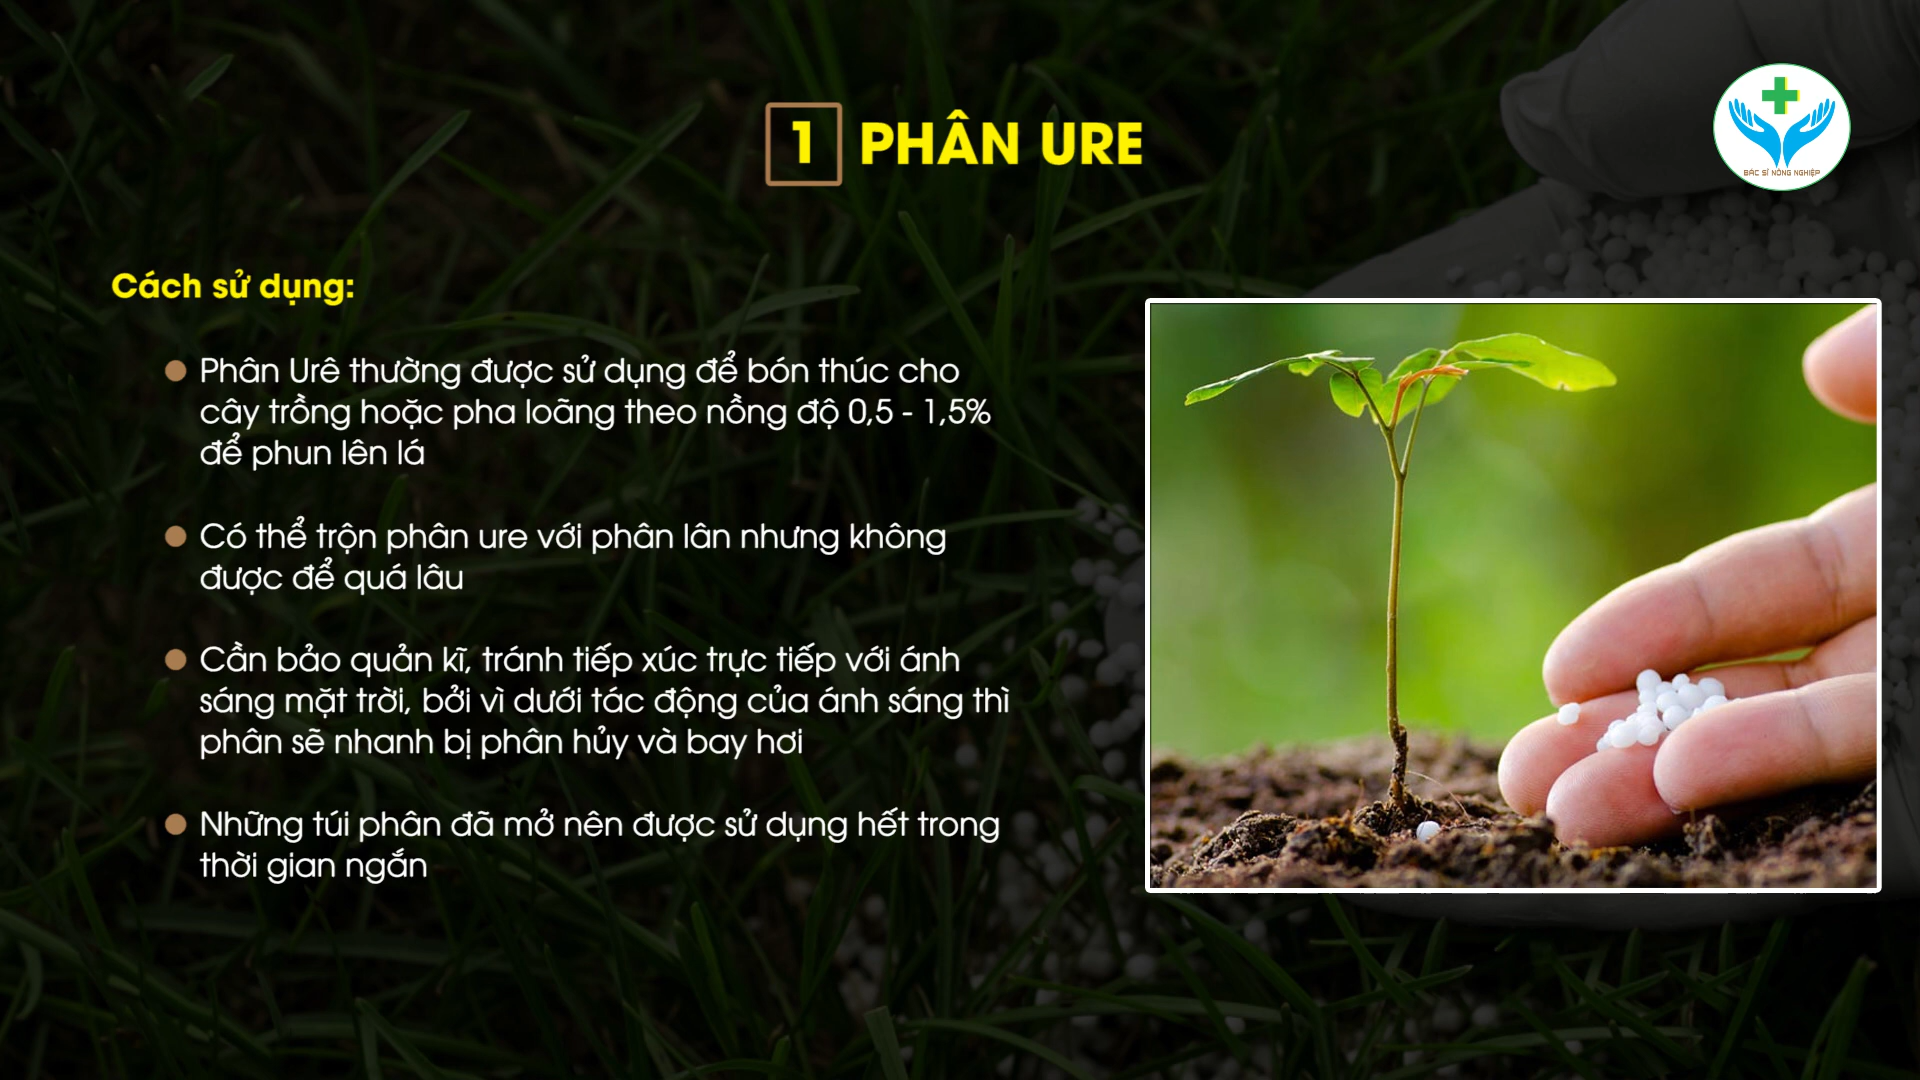 1 PHÂN URE
BÁC SĨ NÔNG NGHIỆP
Cách sử dụng:
Phân Urê thường được sử dụng để bón thúc cho
cây trồng hoặc pha loãng theo nồng độ 0,5 - 1,5%
để phun lên lá
Có thể trộn phân ure với phân lân nhưng không
được để quá lâu
Cần bảo quản kĩ, tránh tiếp xúc trực tiếp với ánh
sáng mặt trời, bởi vì dưới tác động của ánh sáng thì
phân sẽ nhanh bị phân hủy và bay hơi
Những túi phân đã mở nên được sử dụng hết trong
thời gian ngắn